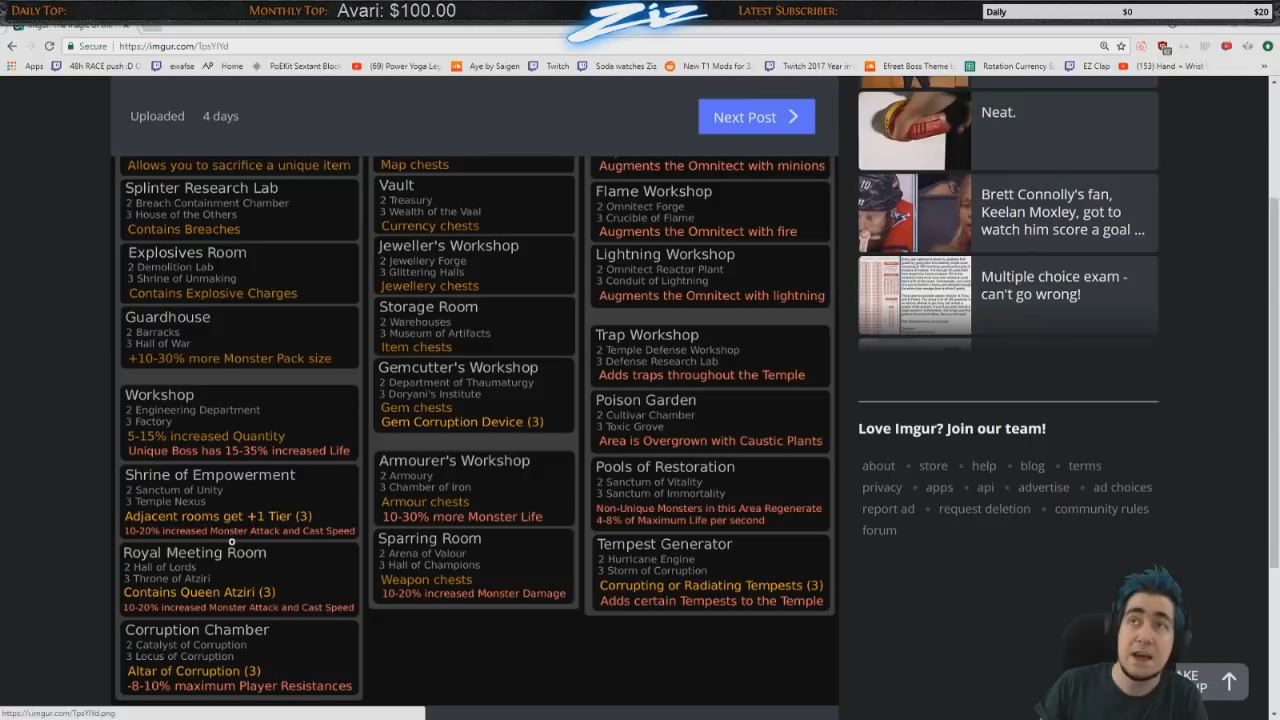 DAILY TOP:
MONTHLY TOP:
Avari: $100.00
Ziz
LATEST SUBSCRIBER:
Daily $0 $20
Secure https://imgur.com/TpsYlYd
Apps
48h RACE push :D C
ewafse
Home
PoEKit Sextant Block
(69) Power Yoga Leg
Aye by Saigen
Twitch
Soda watches Ziz
New T1 Mods for J
Twitch 2017 Year in
Efreet Boss Theme
Rotation Currency S
EZ Clap
(153) Hand + Wrist
Uploaded 4 days
Next Post
Allows you to sacrifice a unique item
Splinter Research Lab
2 Breach Containment Chamber
3 House of the Others
Contains Breaches
Explosives Room
2 Demolition Lab
3 Shrine of Unmaking
Contains Explosive Charges
Guardhouse
2 Barracks
3 Hall of War
+10-30% more Monster Pack size
Workshop
2 Engineering Department
3 Factory
5-15% increased Quantity
Unique Boss has 15-35% increased Life
Shrine of Empowerment
2 Sanctum of Unity
3 Temple Nexus
Adjacent rooms get +1 Tier (3)
10-20% increased Monster Attack and Cast Speed
Royal Meeting Room
2 Hall of Lords
3 Throne of Atziri
Contains Queen Atziri (3)
10-20% increased Monster Attack and Cast Speed
Corruption Chamber
2 Catalyst of Corruption
3 Locus of Corruption
Altar of Corruption (3)
-8-10% maximum Player Resistances
Map chests
Vault
2 Treasury
3 Wealth of the Vaal
Currency chests
Jeweller's Workshop
2 Jewellery Forge
3 Glittering Halls
Jewellery chests
Storage Room
2 Warehouses
3 Museum of Artifacts
Item chests
Gemcutter's Workshop
2 Department of Thaumaturgy
3 Doryani's Institute
Gem chests
Gem Corruption Device (3)
Armourer's Workshop
2 Armoury
3 Chamber of Iron
Armour chests
10-30% more Monster Life
Sparring Room
2 Arena of Valour
3 Hall of Champions
Weapon chests
10-20% increased Monster Damage
Augments the Omnitect with minions
Flame Workshop
2 Omnitect Forge
3 Crucible of Flame
Augments the Omnitect with fire
Lightning Workshop
2 Omnitect Reactor Plant
3 Conduit of Lightning
Augments the Omnitect with lightning
Trap Workshop
2 Temple Defense Workshop
3 Defense Research Lab
Adds traps throughout the Temple
Poison Garden
2 Cultivar Chamber
3 Toxic Grove
Area is Overgrown with Caustic Plants
Pools of Restoration
2 Sanctum of Vitality
3 Sanctum of Immortality
Non-Unique Monsters in this Area Regenerate
4-8% of Maximum Life per second
Tempest Generator
2 Hurricane Engine
3 Storm of Corruption
Corrupting or Radiating Tempests (3)
Adds certain Tempests to the Temple
Neat.
Brett Connolly's fan,
Keelan Moxley, got to
watch him score a goal ...
Multiple choice exam -
can't go wrong!
Love Imgur? Join our team!
about store help blog terms
privacy apps api advertise ad choices
report ad request deletion community rules
forum
https://imgur.com/TpsYlYd.png